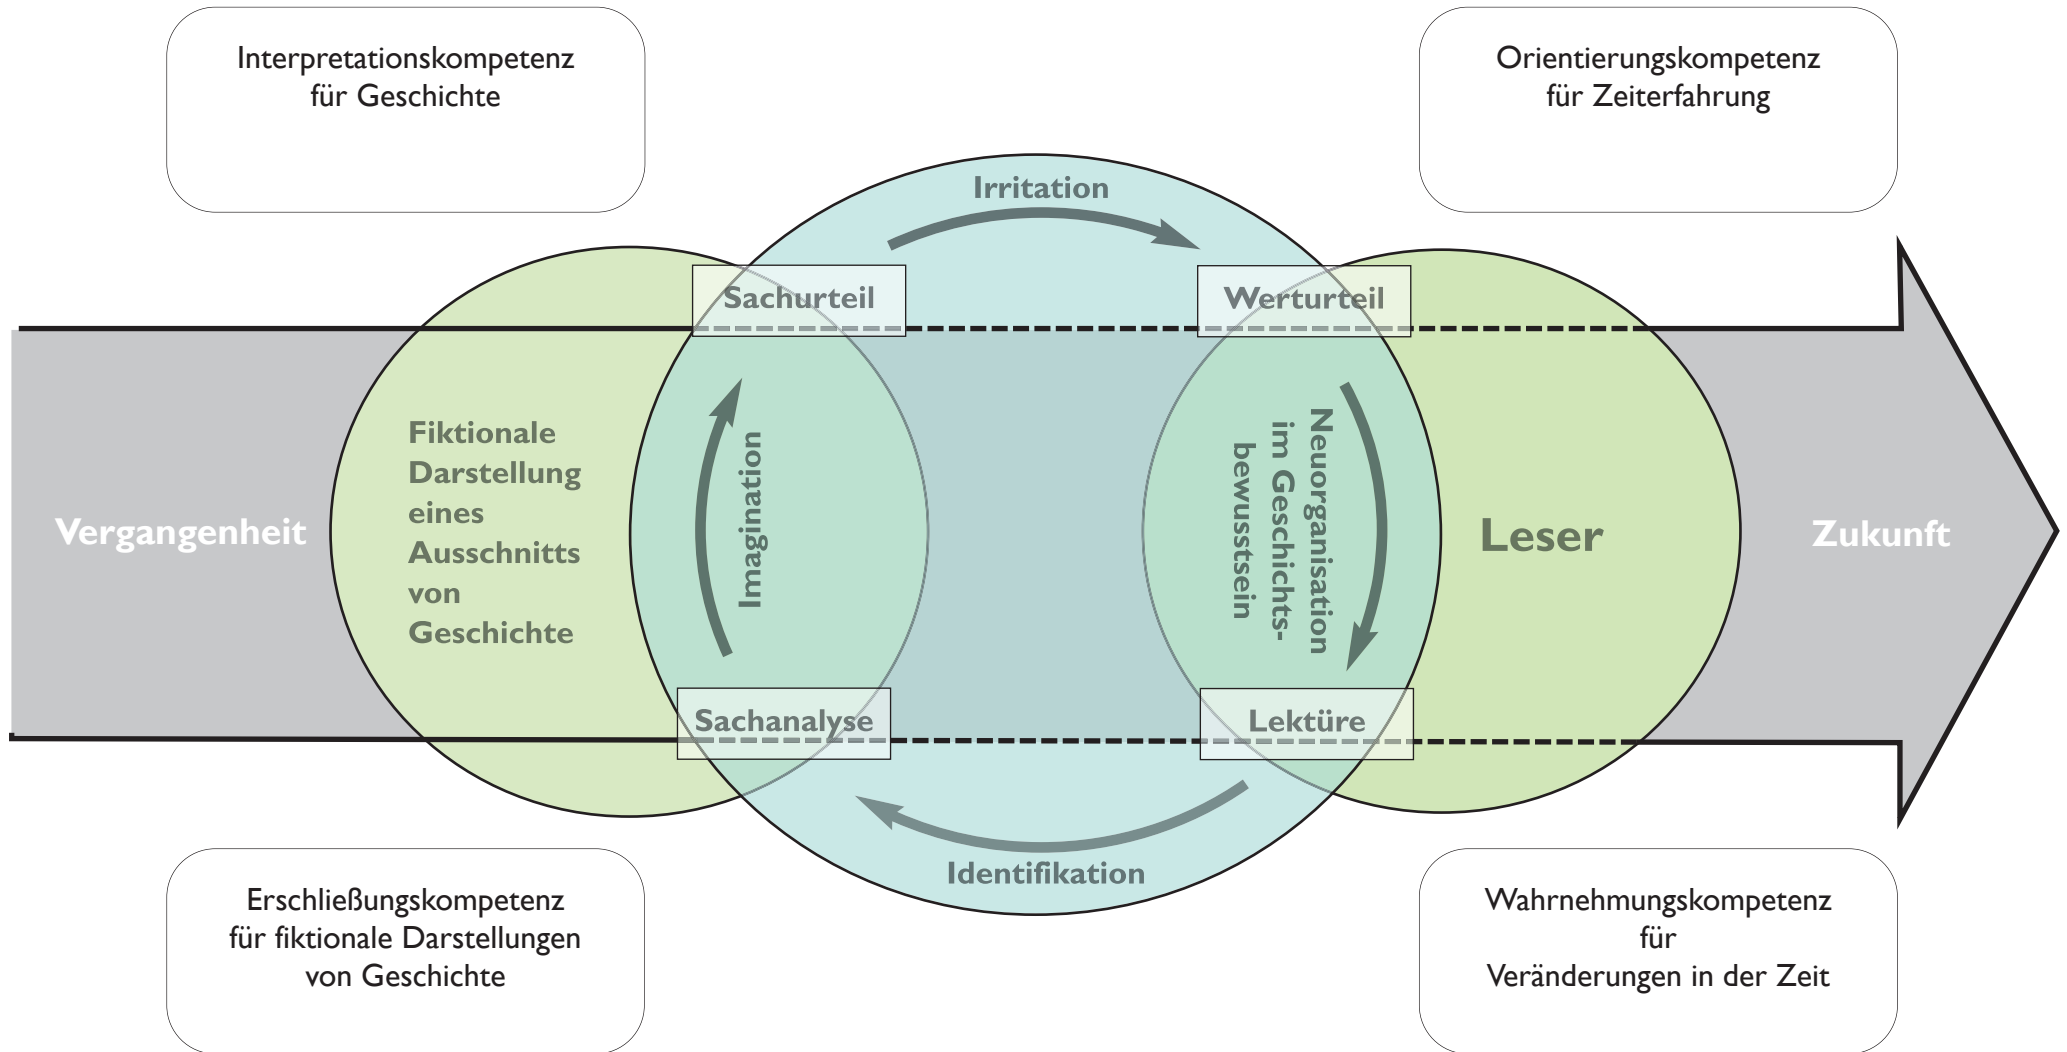 Interpretationskompetenz
für Geschichte
Orientierungskompetenz
für Zeiterfahrung
Irritation
Sachurteil
Werturteil
Vergangenheit
Fiktionale
Darstellung
eines
Ausschnitts
von
Geschichte
Imagination
Neuorganisation
im Geschichts-
bewusstsein
Leser
Zukunft
Sachanalyse
Lektüre
Identifikation
Erschließungskompetenz
für fiktionale Darstellungen
von Geschichte
Wahrnehmungskompetenz
für
Veränderungen in der Zeit